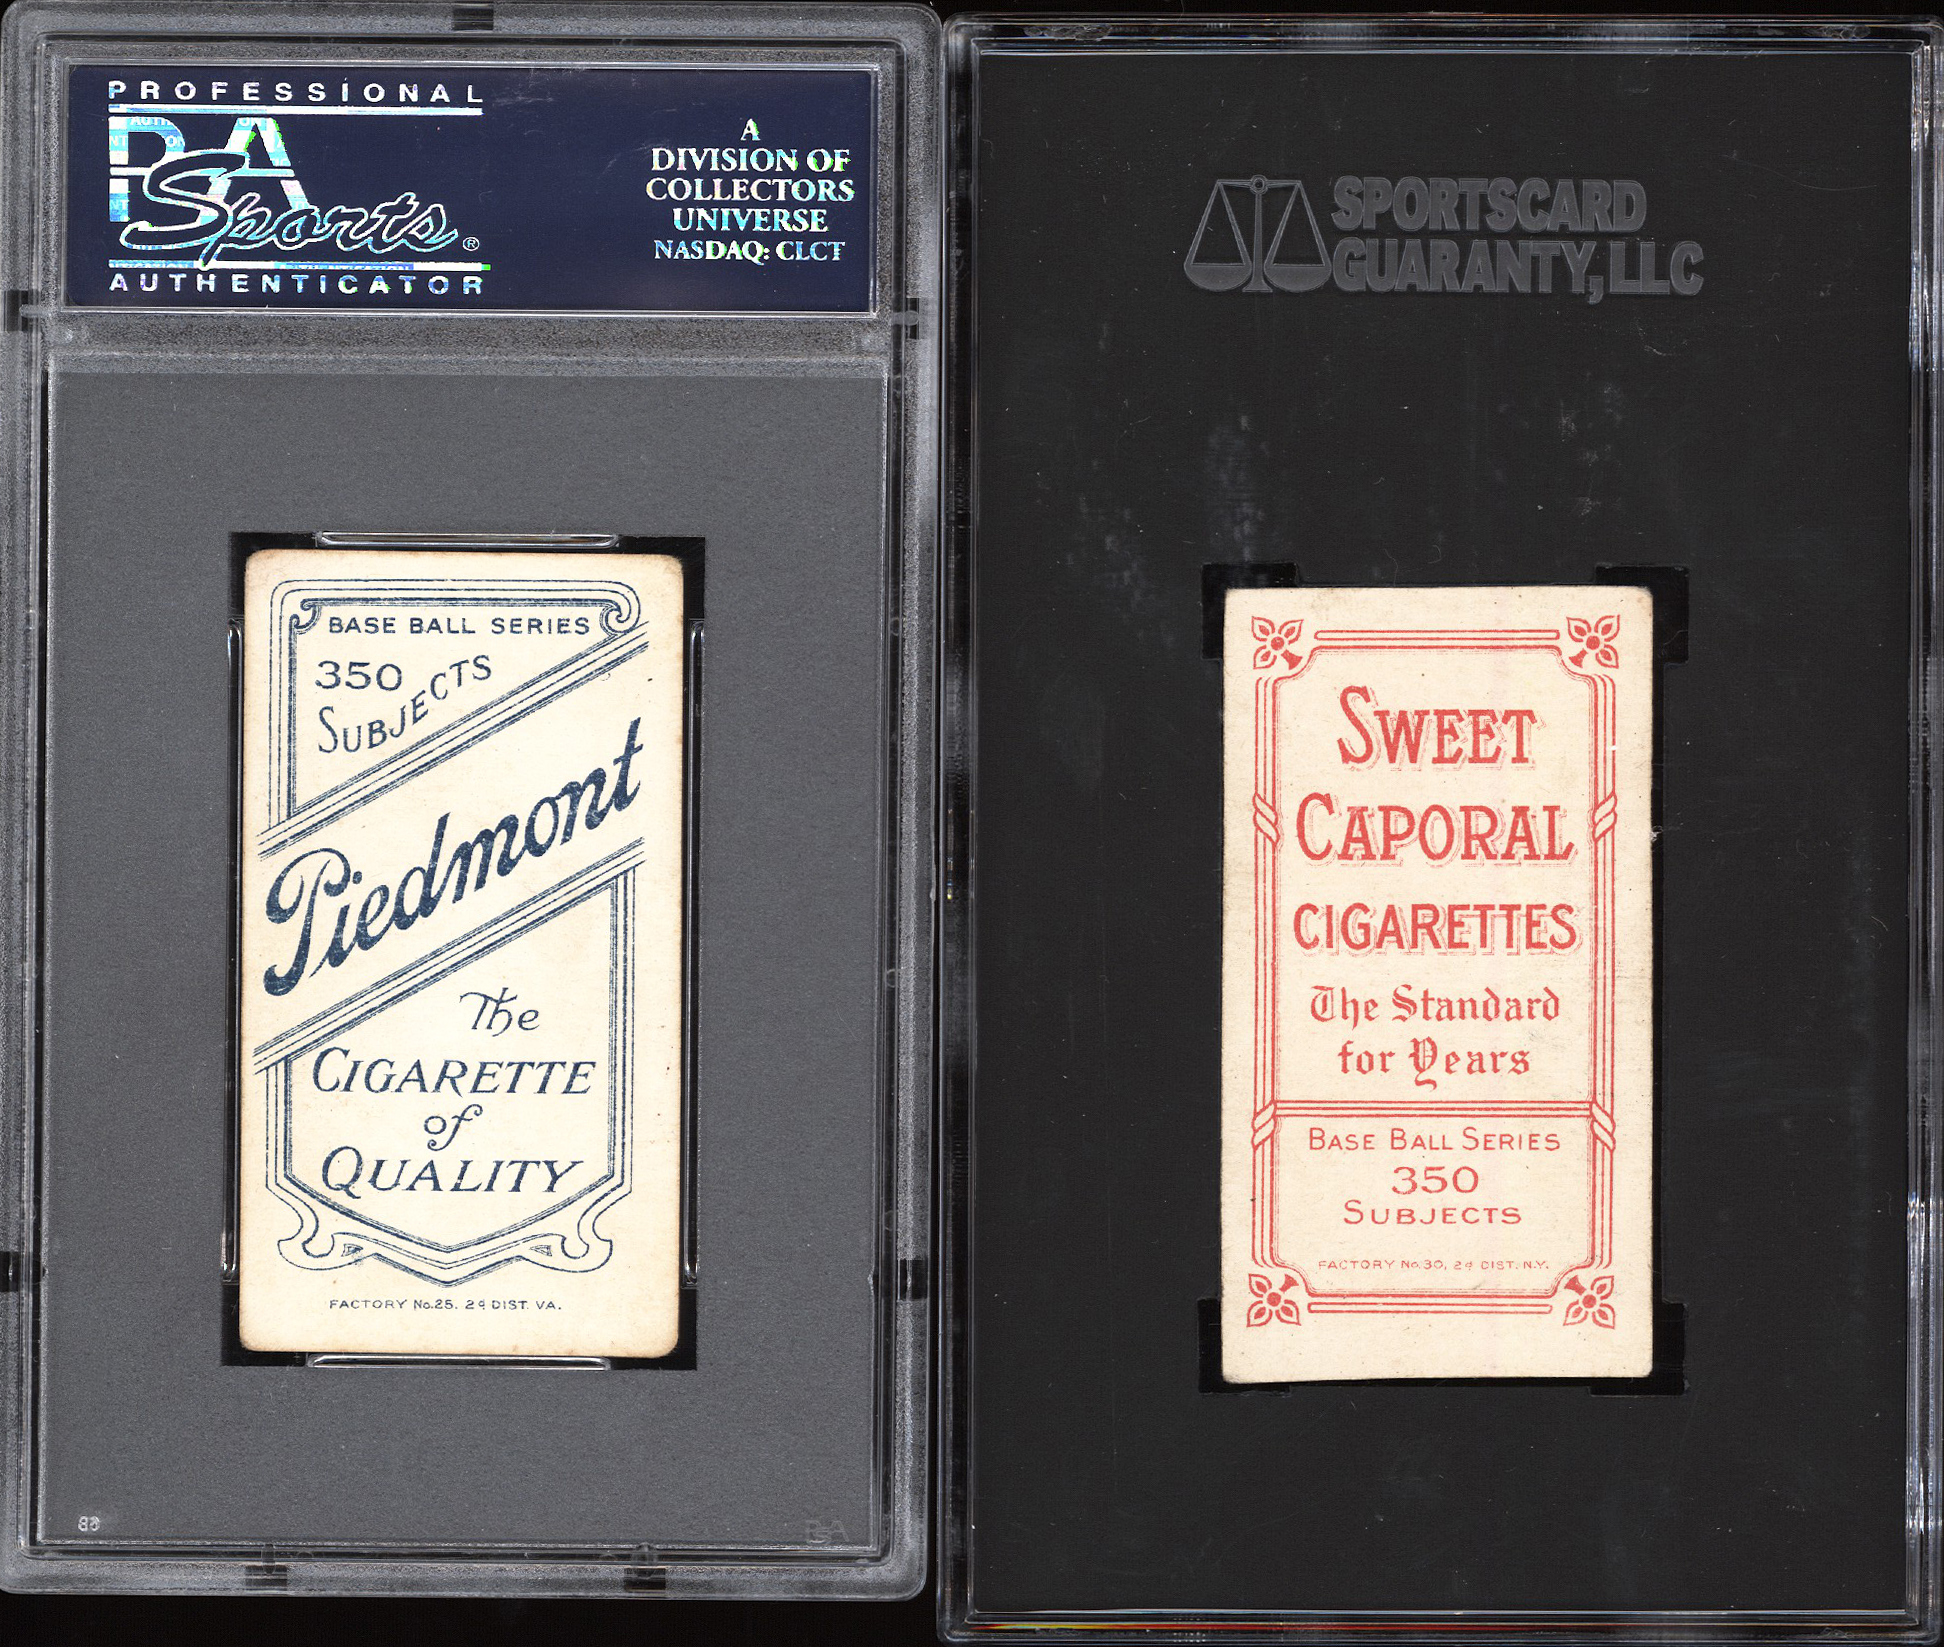 PROFESSIONAL
PSA
Sports®
AUTHENTICATOR
A
DIVISION OF
COLLECTORS
UNIVERSE
NASDAQ: CLCT
BASE BALL SERIES
350
SUBJECTS
Piedmont
The
CIGARETTE
of
QUALITY
FACTORY No.25. 2d DIST. VA.
PSA
SPORTSCARD
GUARANTY, LLC
SWEET
CAPORAL
CIGARETTES
The Standard
for Years
BASE BALL SERIES
350
SUBJECTS
FACTORY No.30, 2d DIST. N.Y.